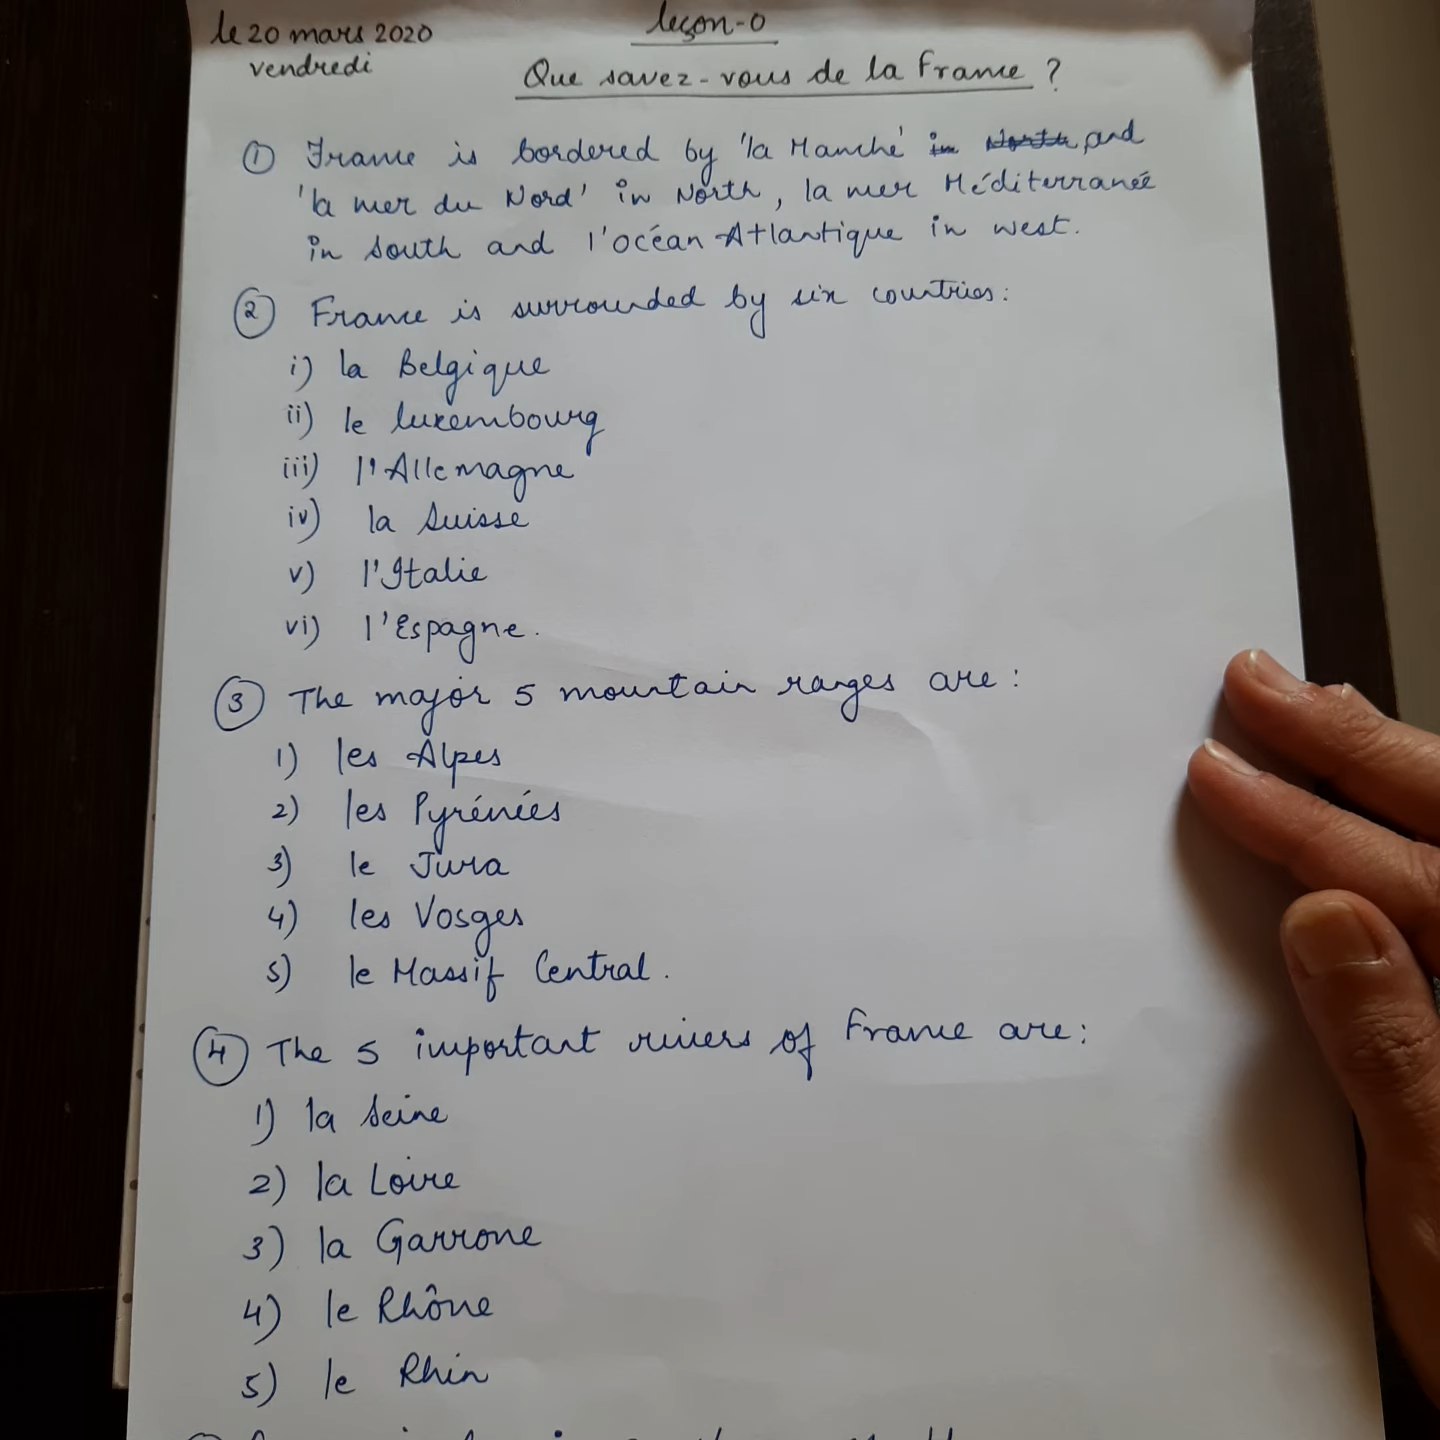 le 20 mars 2020
vendredi
leçon-0
Que savez-vous de la France ?
① France is bordered by 'la Manche' in North and
'la mer du Nord' in North, la mer Méditerranée
in south and l'océan Atlantique in west.
② France is surrounded by six countries:
i) la Belgique
ii) le luxembourg
iii) l'Allemagne
iv) la Suisse
v) l'Italie
vi) l'Espagne.
③ The major 5 mountain ranges are:
1) les Alpes
2) les Pyrénées
3) le Jura
4) les Vosges
5) le Massif Central.
④ The 5 important rivers of France are:
1) la Seine
2) la Loire
3) la Garrone
4) le Rhône
5) le Rhin